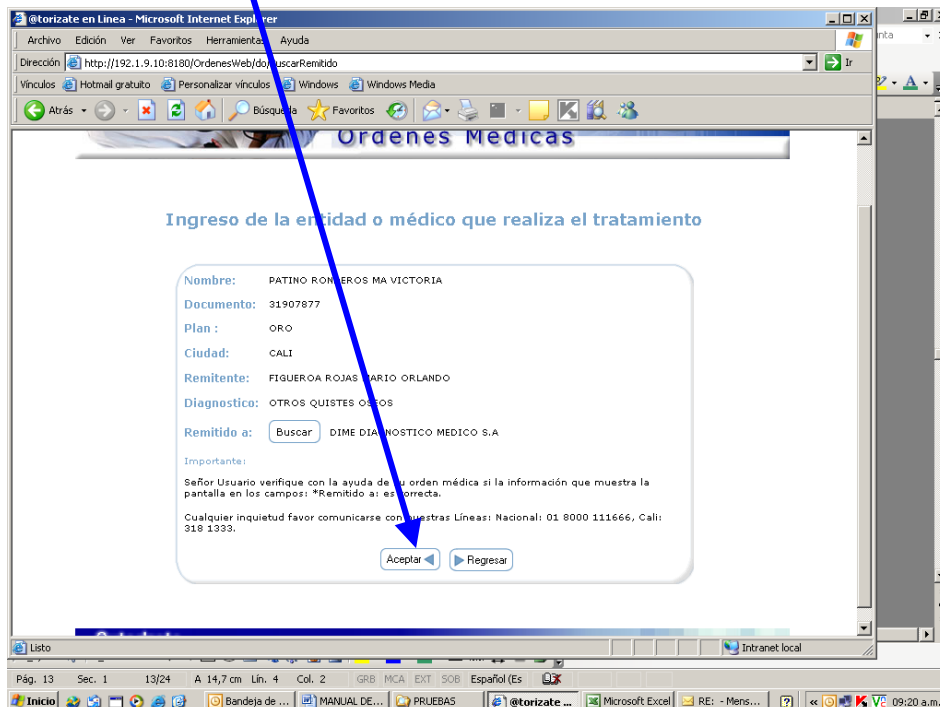 @torizate en Linea - Microsoft Internet Explorer
Archivo Edición Ver Favoritos Herramientas Ayuda
Dirección http://192.1.9.10:8180/OrdenesWeb/do/buscarRemitido Ir
Vínculos Hotmail gratuito Personalizar vínculos Windows Windows Media
Atrás Búsqueda Favoritos
Ordenes Médicas
Ingreso de la entidad o médico que realiza el tratamiento
Nombre: PATINO RONDEROS MA VICTORIA
Documento: 31907877
Plan : ORO
Ciudad: CALI
Remitente: FIGUEROA ROJAS MARIO ORLANDO
Diagnostico: OTROS QUISTES OSEOS
Remitido a: Buscar DIME DIAGNOSTICO MEDICO S.A
Importante:
Señor Usuario verifique con la ayuda de su orden médica si la información que muestra la
pantalla en los campos: *Remitido a: es correcta.
Cualquier inquietud favor comunicarse con nuestras Líneas: Nacional: 01 8000 111666, Cali:
318 1333.
Aceptar Regresar
Listo Intranet local
Pág. 13 Sec. 1 13/24 A 14,7 cm Lín. 4 Col. 2 GRB MCA EXT SOB Español (Es
Inicio Bandeja de ... MANUAL DE... PRUEBAS @torizate ... Microsoft Excel RE: - Mens... « 09:20 a.m.